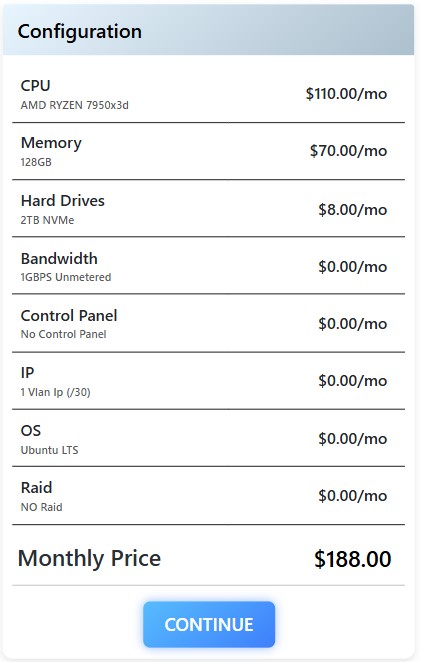 Configuration
CPU
AMD RYZEN 7950x3d
$110.00/mo
Memory
128GB
$70.00/mo
Hard Drives
2TB NVMe
$8.00/mo
Bandwidth
1GBPS Unmetered
$0.00/mo
Control Panel
No Control Panel
$0.00/mo
IP
1 Vlan Ip (/30)
$0.00/mo
OS
Ubuntu LTS
$0.00/mo
Raid
NO Raid
$0.00/mo
Monthly Price $188.00
CONTINUE